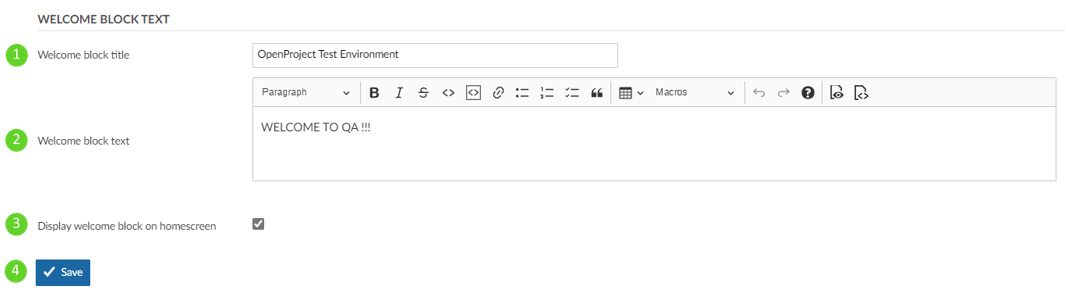 WELCOME BLOCK TEXT
1 Welcome block title OpenProject Test Environment
Paragraph B I S Macros
WELCOME TO QA !!!
2 Welcome block text
3 Display welcome block on homescreen
4 Save